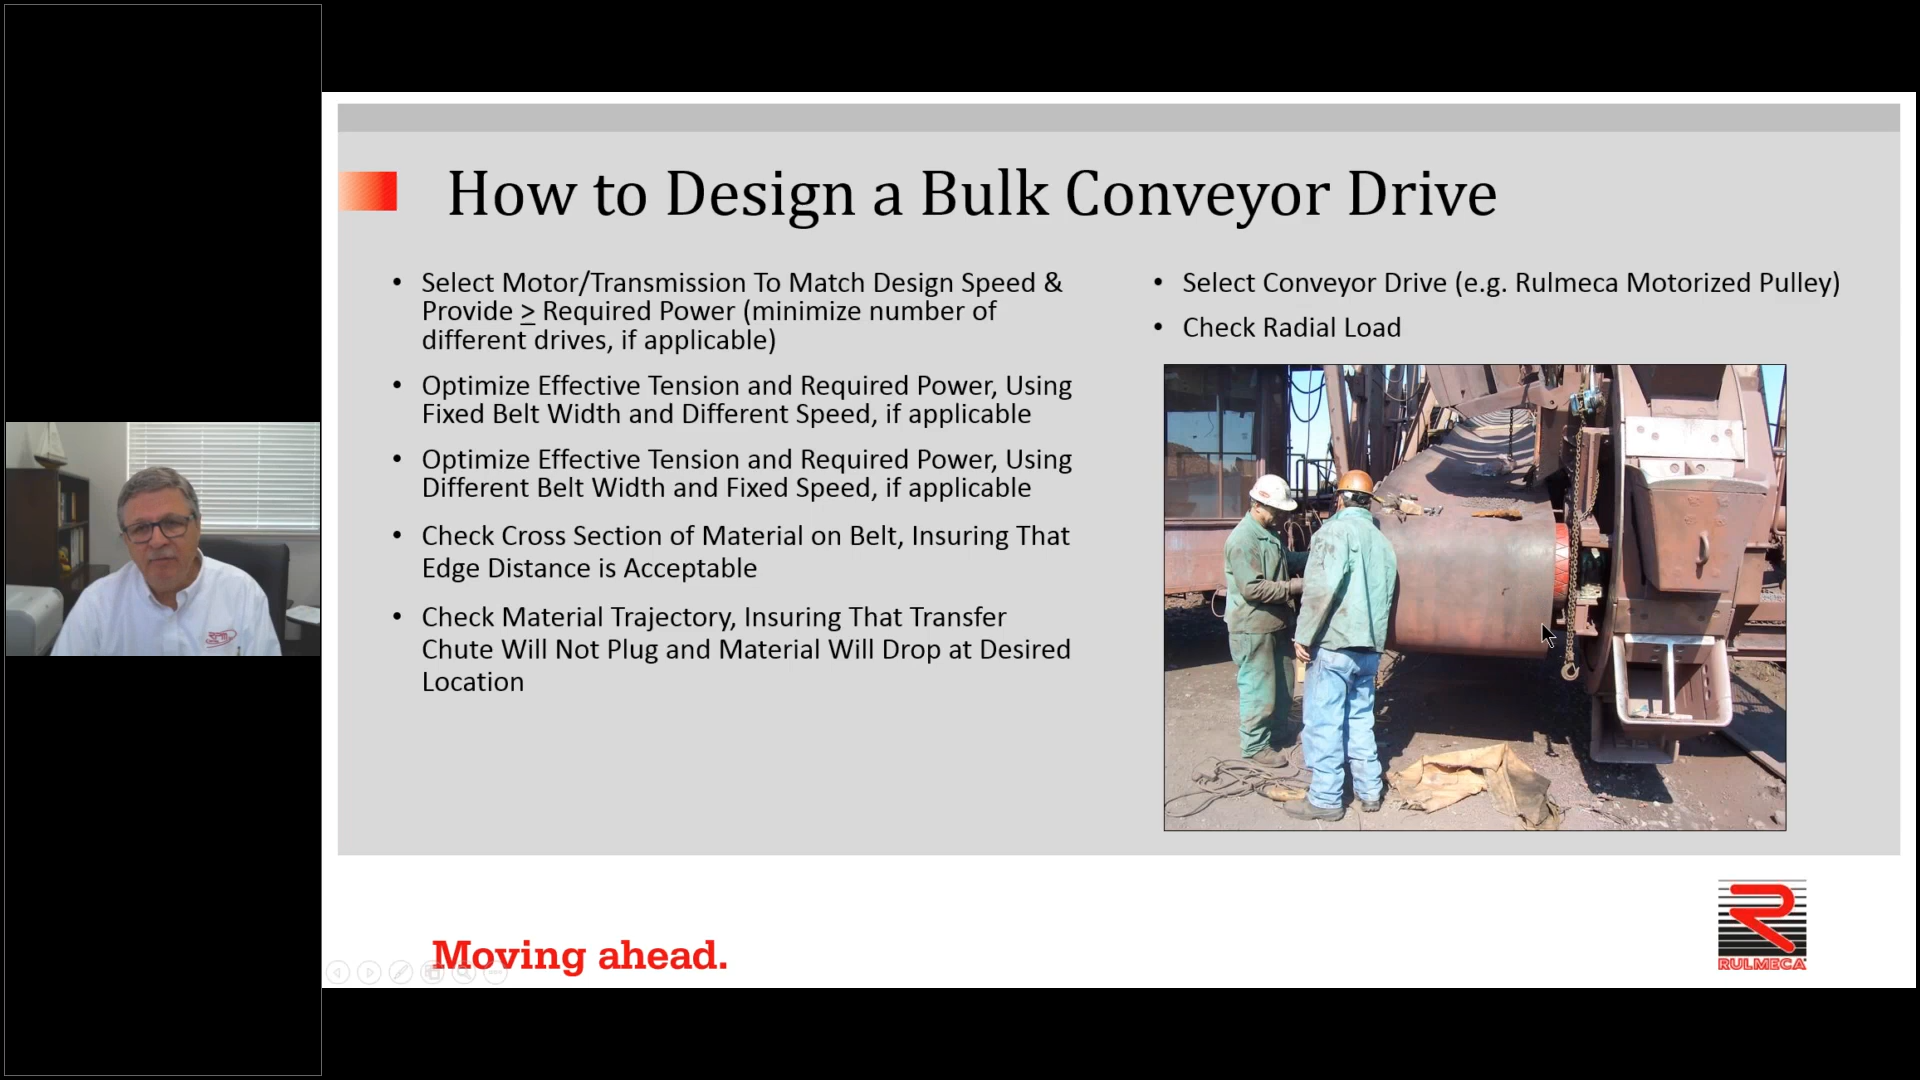 How to Design a Bulk Conveyor Drive
• Select Motor/Transmission To Match Design Speed &
Provide ≥ Required Power (minimize number of
different drives, if applicable)
• Optimize Effective Tension and Required Power, Using
Fixed Belt Width and Different Speed, if applicable
• Optimize Effective Tension and Required Power, Using
Different Belt Width and Fixed Speed, if applicable
• Check Cross Section of Material on Belt, Insuring That
Edge Distance is Acceptable
• Check Material Trajectory, Insuring That Transfer
Chute Will Not Plug and Material Will Drop at Desired
Location
• Select Conveyor Drive (e.g. Rulmeca Motorized Pulley)
• Check Radial Load
Moving ahead.
RULMECA